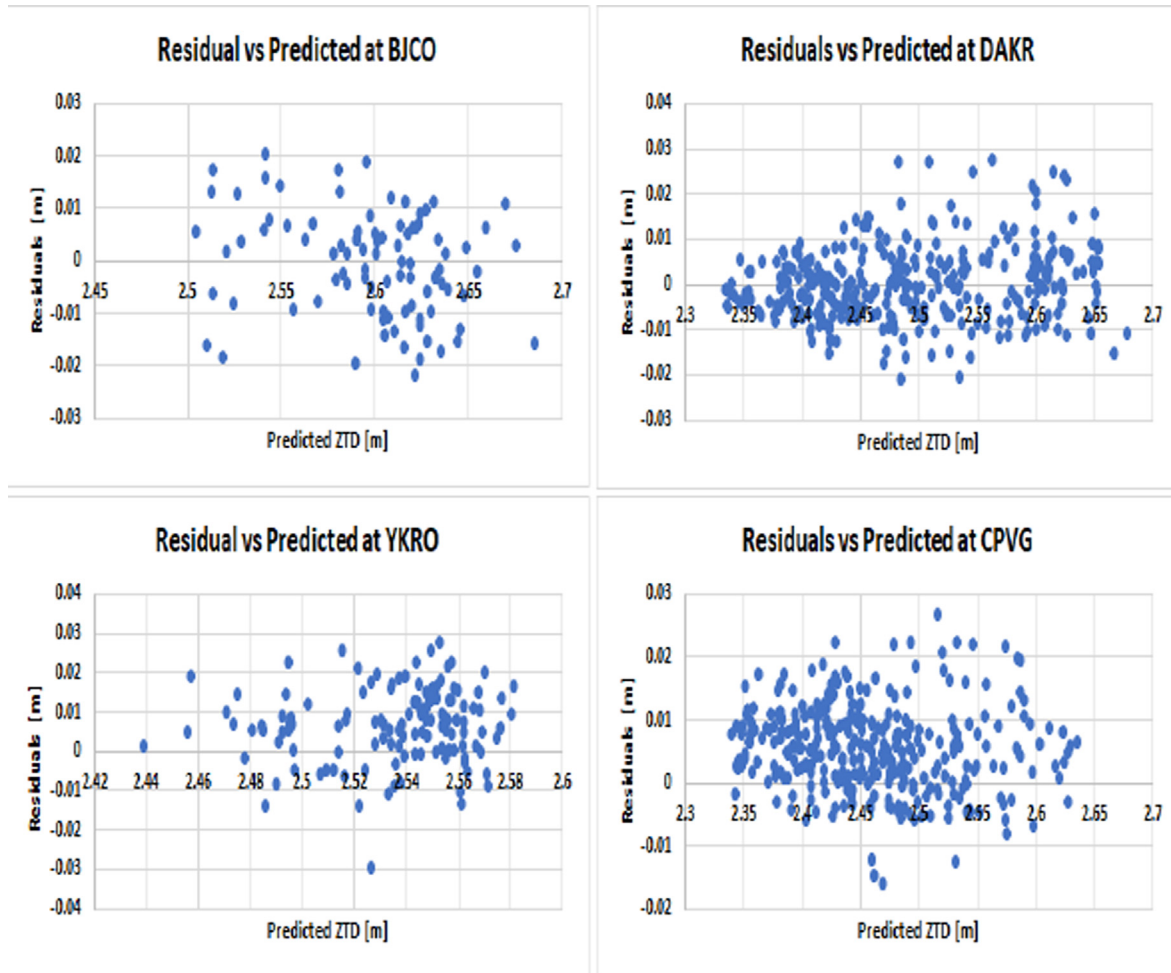 Residual vs Predicted at BJCO
0.03
0.02
0.01
0
-0.01
-0.02
-0.03
2.45 2.5 2.55 2.6 2.65 2.7
Residuals [m]
Predicted ZTD [m]
Residuals vs Predicted at DAKR
0.04
0.03
0.02
0.01
0
-0.01
-0.02
-0.03
2.3 2.35 2.4 2.45 2.5 2.55 2.6 2.65 2.7
Residuals [m]
Predicted ZTD [m]
Residual vs Predicted at YKRO
0.04
0.03
0.02
0.01
0
-0.01
-0.02
-0.03
-0.04
2.42 2.44 2.46 2.48 2.5 2.52 2.54 2.56 2.58 2.6
Residuals [m]
Predicted ZTD [m]
Residuals vs Predicted at CPVG
0.03
0.02
0.01
0
-0.01
-0.02
2.3 2.35 2.4 2.45 2.5 2.55 2.6 2.65 2.7
Residuals [m]
Predicted ZTD [m]